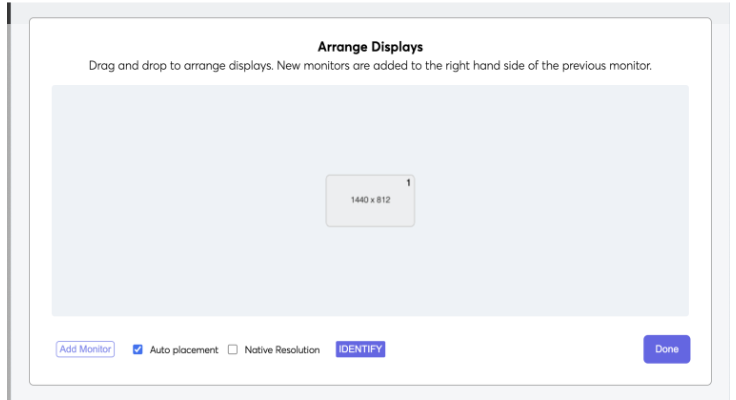 Arrange Displays
Drag and drop to arrange displays. New monitors are added to the right hand side of the previous monitor.
1
1440 x 812
Add Monitor Auto placement Native Resolution IDENTIFY Done